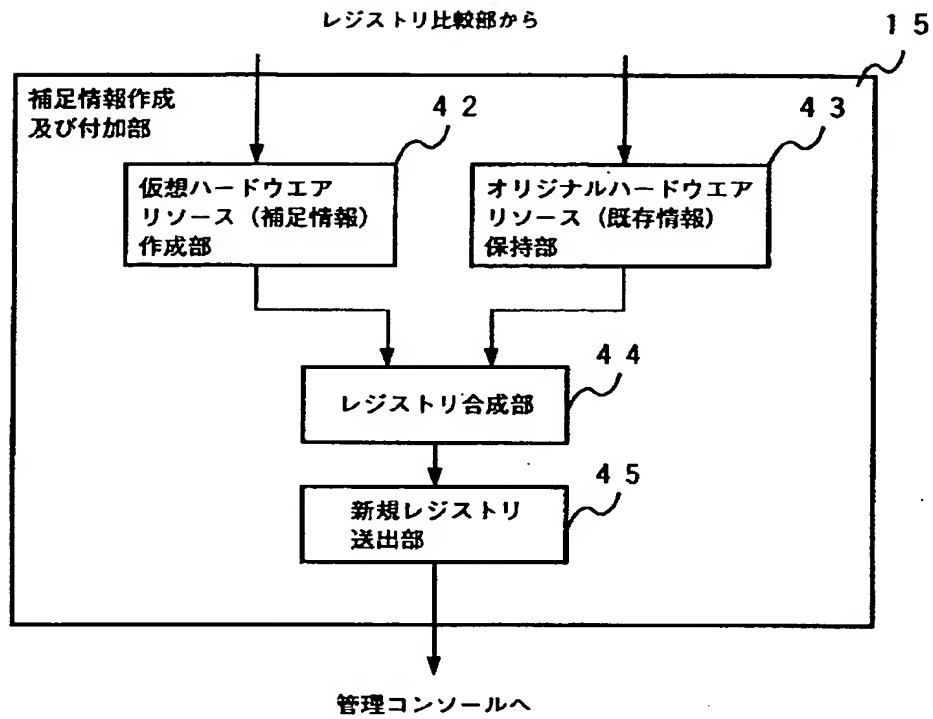 レジストリ比較部から
15
補足情報作成
及び付加部
42
仮想ハードウエア
リソース（補足情報）
作成部
43
オリジナルハードウエア
リソース（既存情報）
保持部
44
レジストリ合成部
45
新規レジストリ
送出部
管理コンソールへ